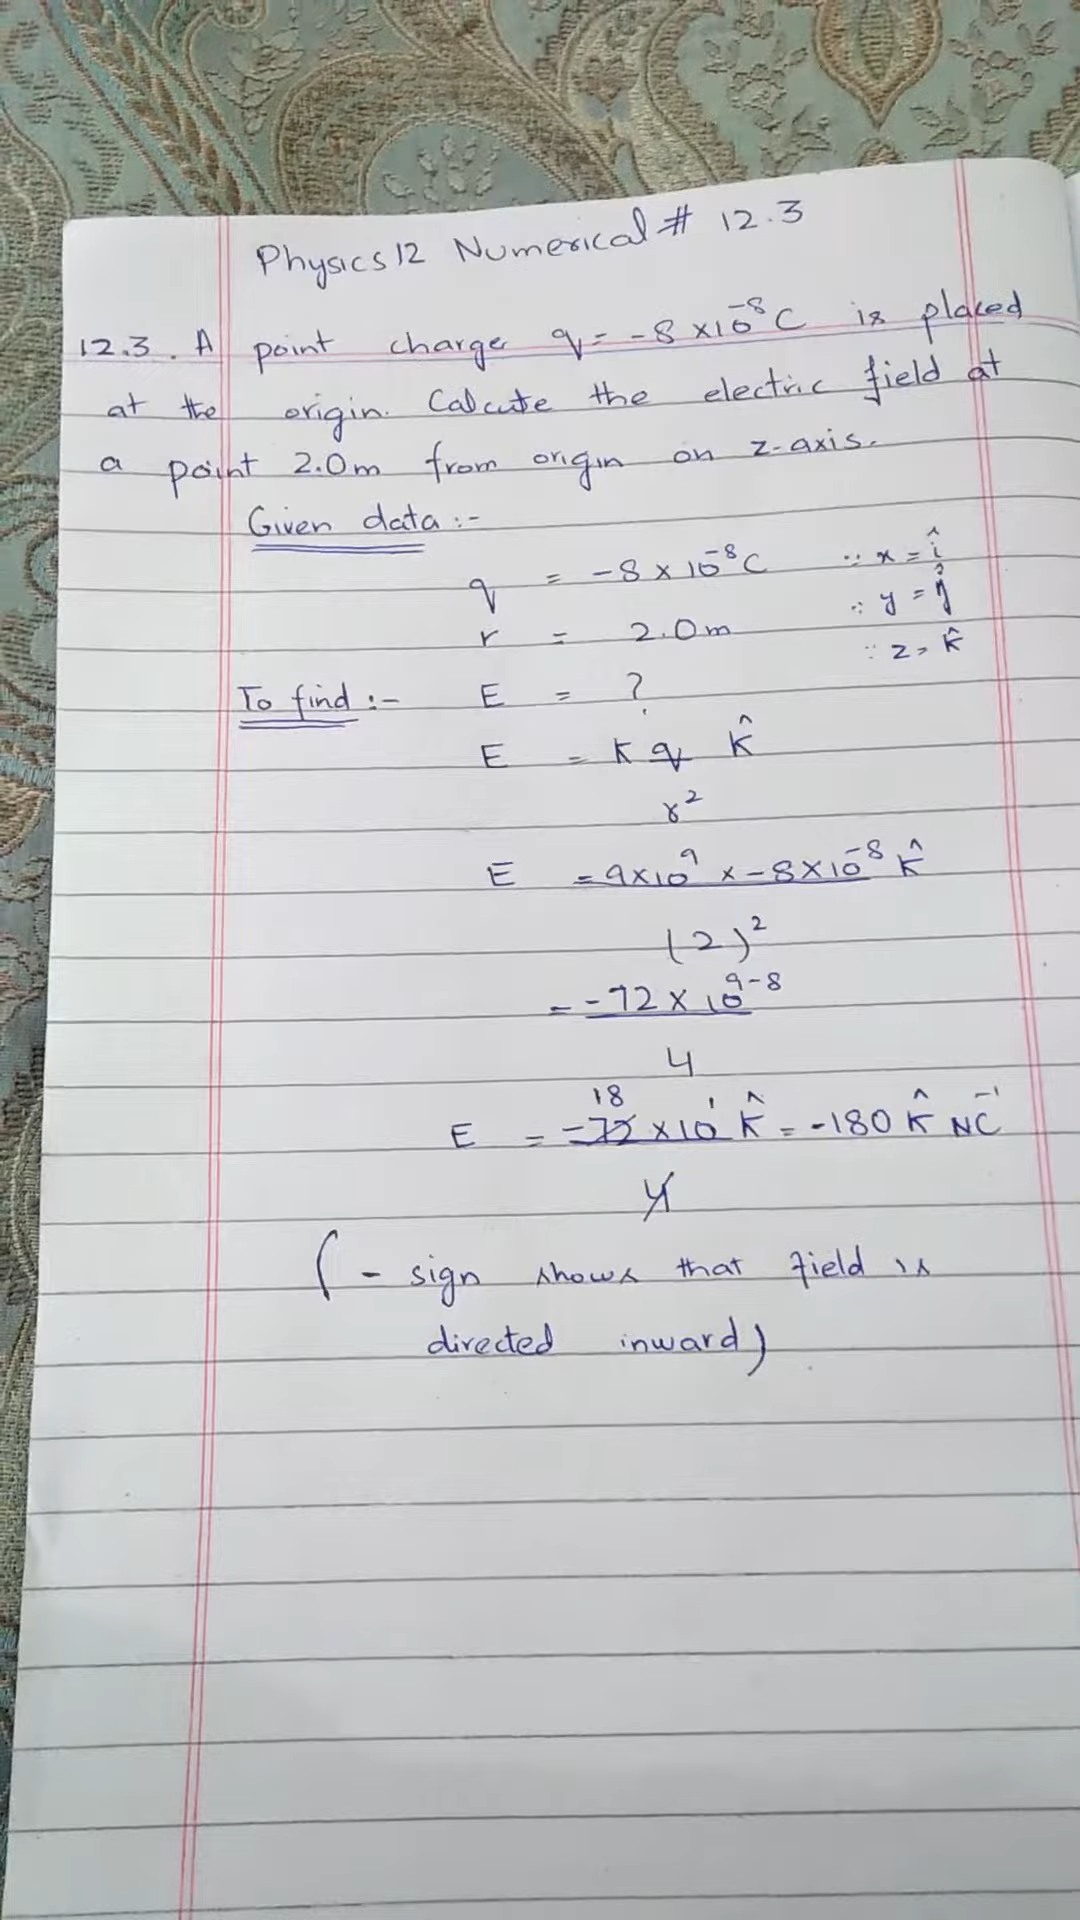 Physics 12 Numerical # 12.3
12.3. A point charge q = -8 x 10⁻⁸ C is placed
at the origin. Calcute the electric field at
a point 2.0m from origin on z-axis.
Given data :-
q = -8 x 10⁻⁸ C ∵ x = î
r = 2.0m ∵ y = ĵ
∵ z = k̂
To find :- E = ?
E = K q k̂
r²
E = 9x10⁹ x -8x10⁻⁸ k̂
(2)²
= -72 x 10⁹⁻⁸
4
18
E = -72 x 10¹ k̂ = -180 k̂ NC⁻¹
4
(- sign shows that field is
directed inward)